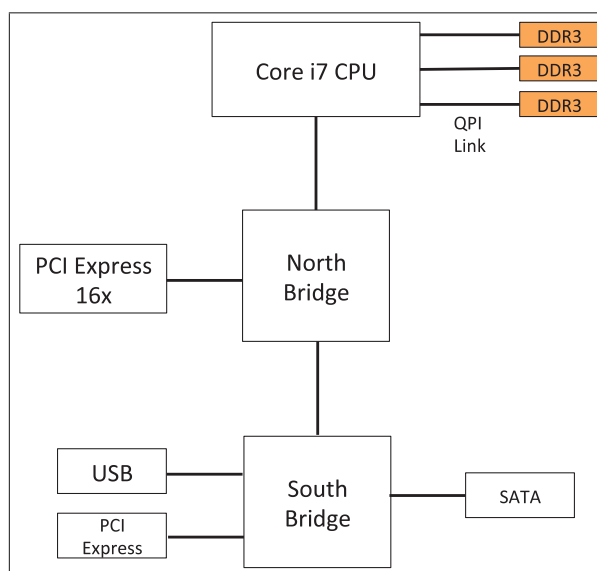 Core i7 CPU
DDR3
DDR3
DDR3
QPI
Link
PCI Express
16x
North
Bridge
USB
PCI
Express
South
Bridge
SATA